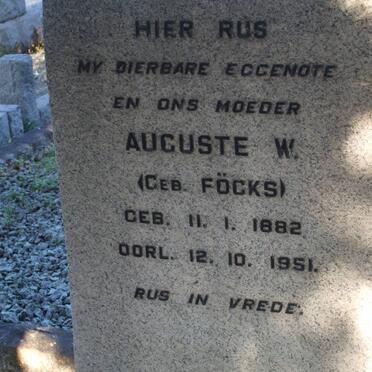 HIER RUS
MY DIERBARE EGGENOTE
EN ONS MOEDER
AUGUSTE W.
(GEB. FÖCKS)
GEB. 11. 1. 1882
OORL. 12. 10. 1951.
RUS IN VREDE.